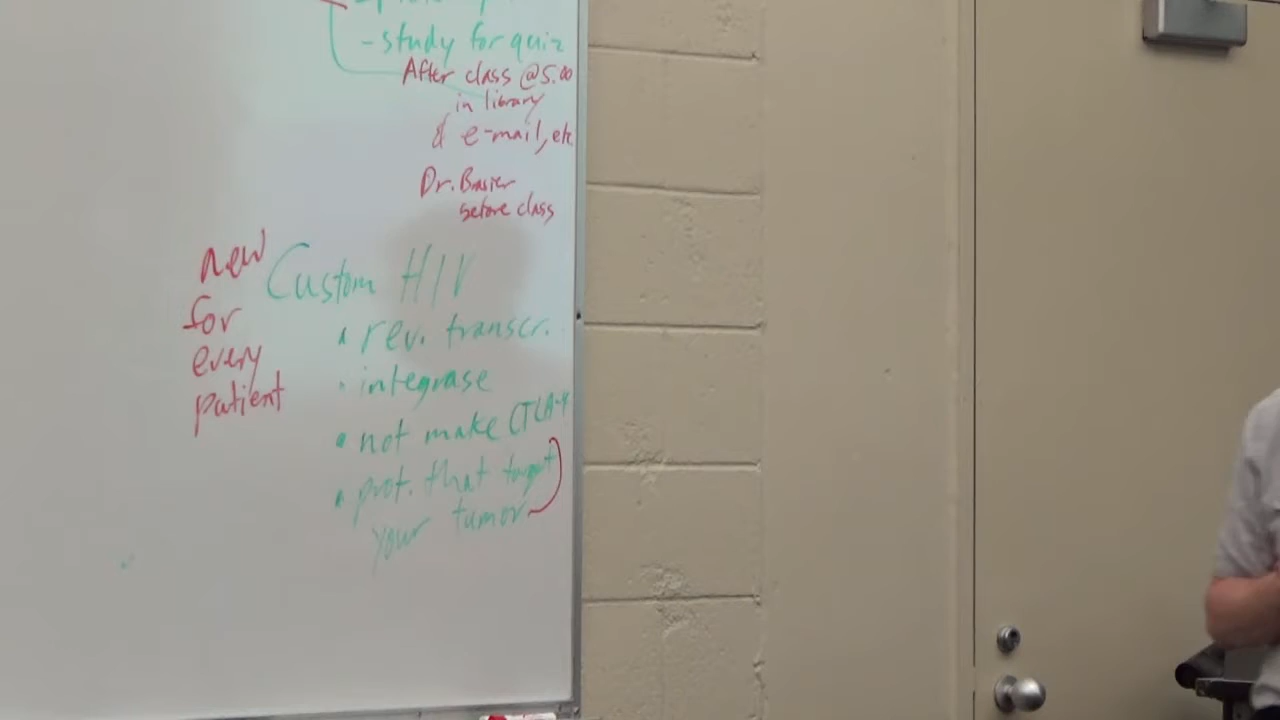 - study for quiz
After class @5:00
in library
& e-mail, etc.
Dr. Basier
before class
new
for
every
patient
Custom HIV
• rev. transcr.
• integrase
• not make CTLA-4
• prot. that target
your tumor